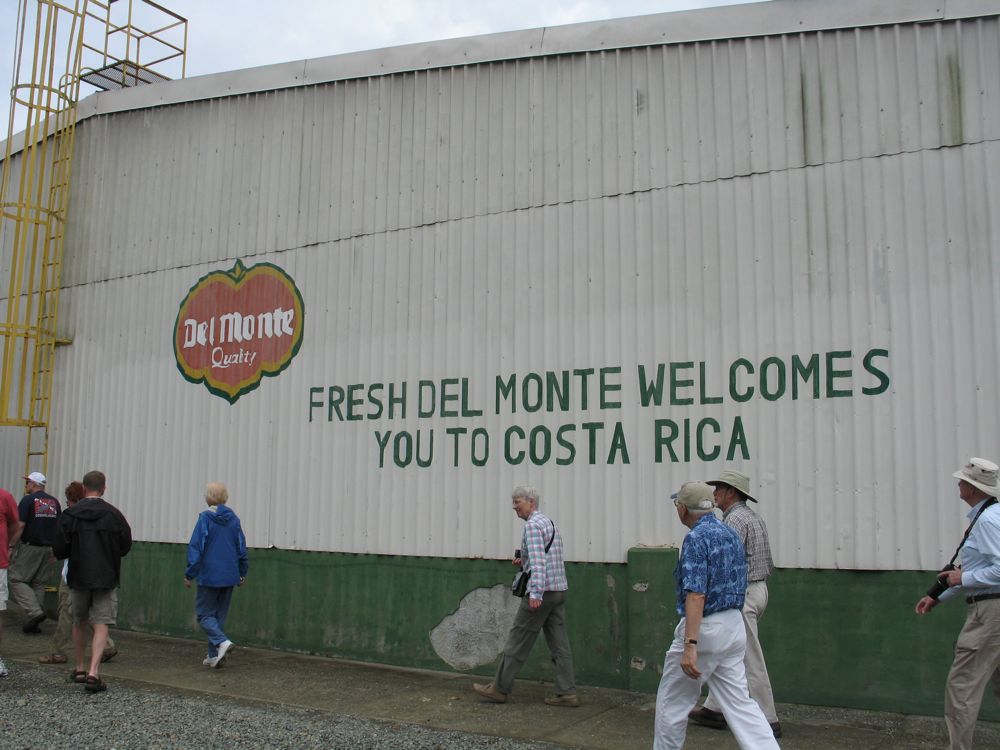 Del Monte
Quality
FRESH DEL MONTE WELCOMES
YOU TO COSTA RICA